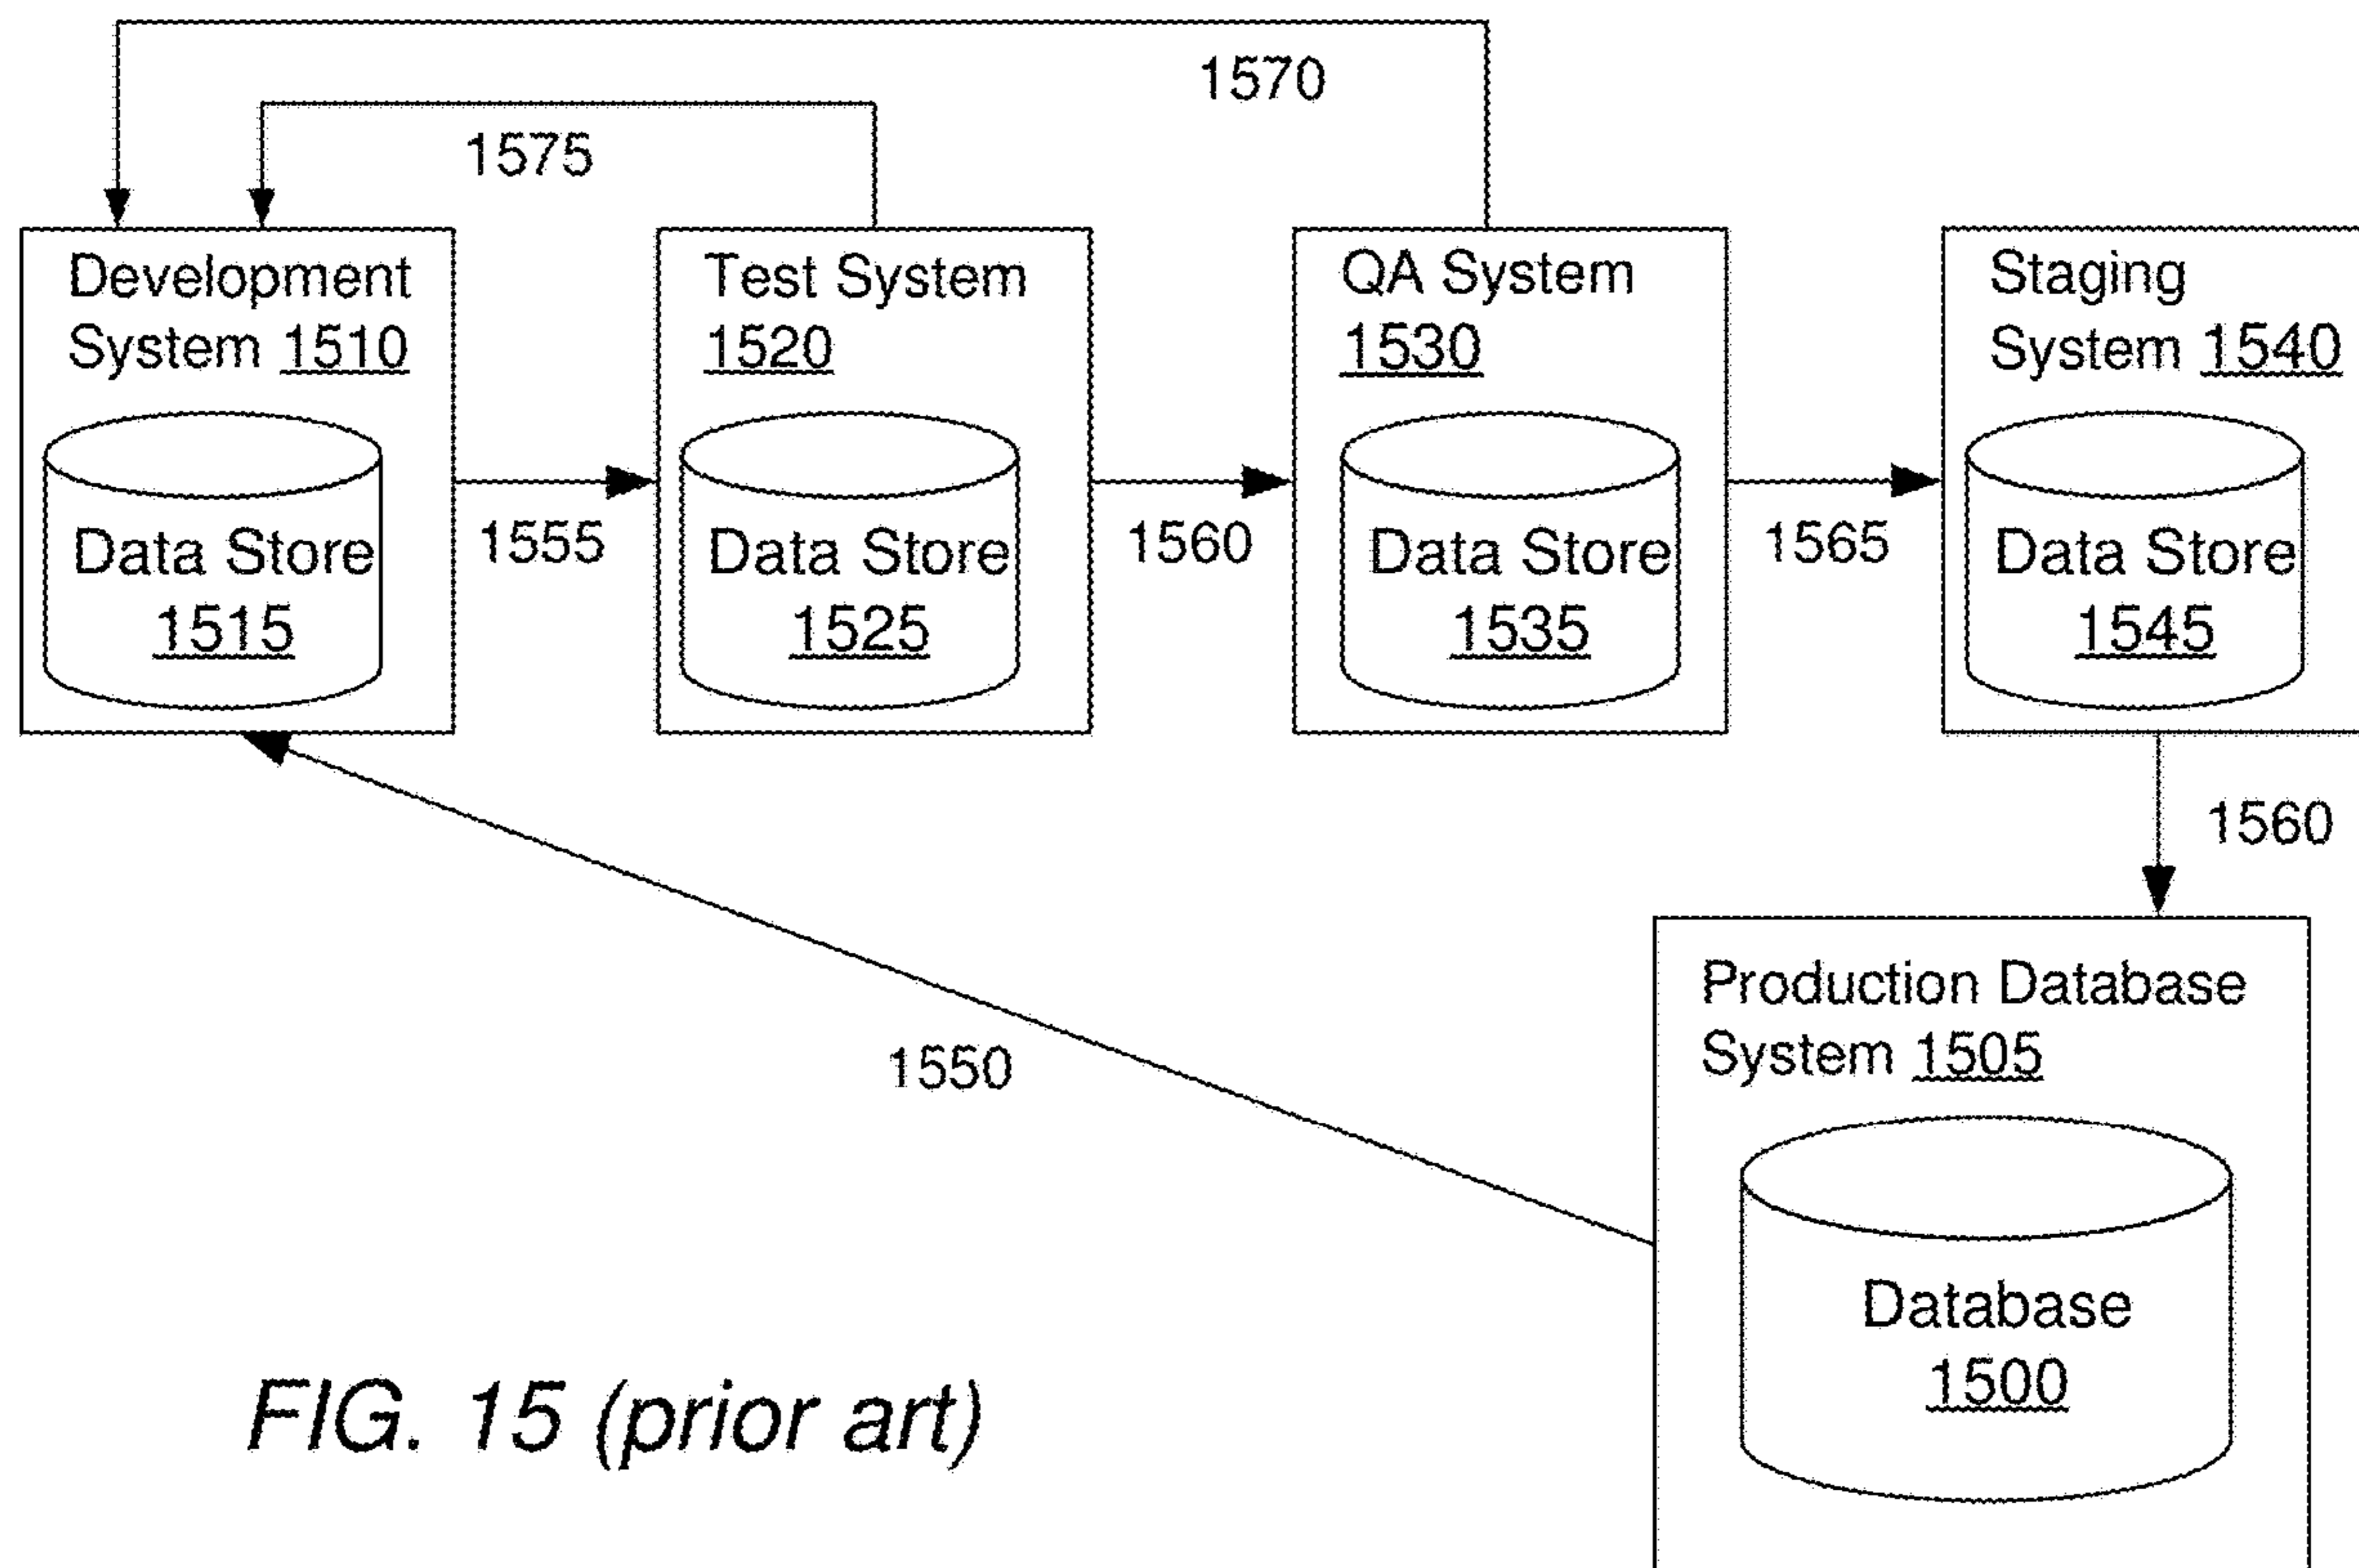 1570
1575
Development
System 1510
Data Store
1515
1555
Test System
1520
Data Store
1525
1560
QA System
1530
Data Store
1535
1565
Staging
System 1540
Data Store
1545
1560
1550
Production Database
System 1505
Database
1500
FIG. 15 (prior art)